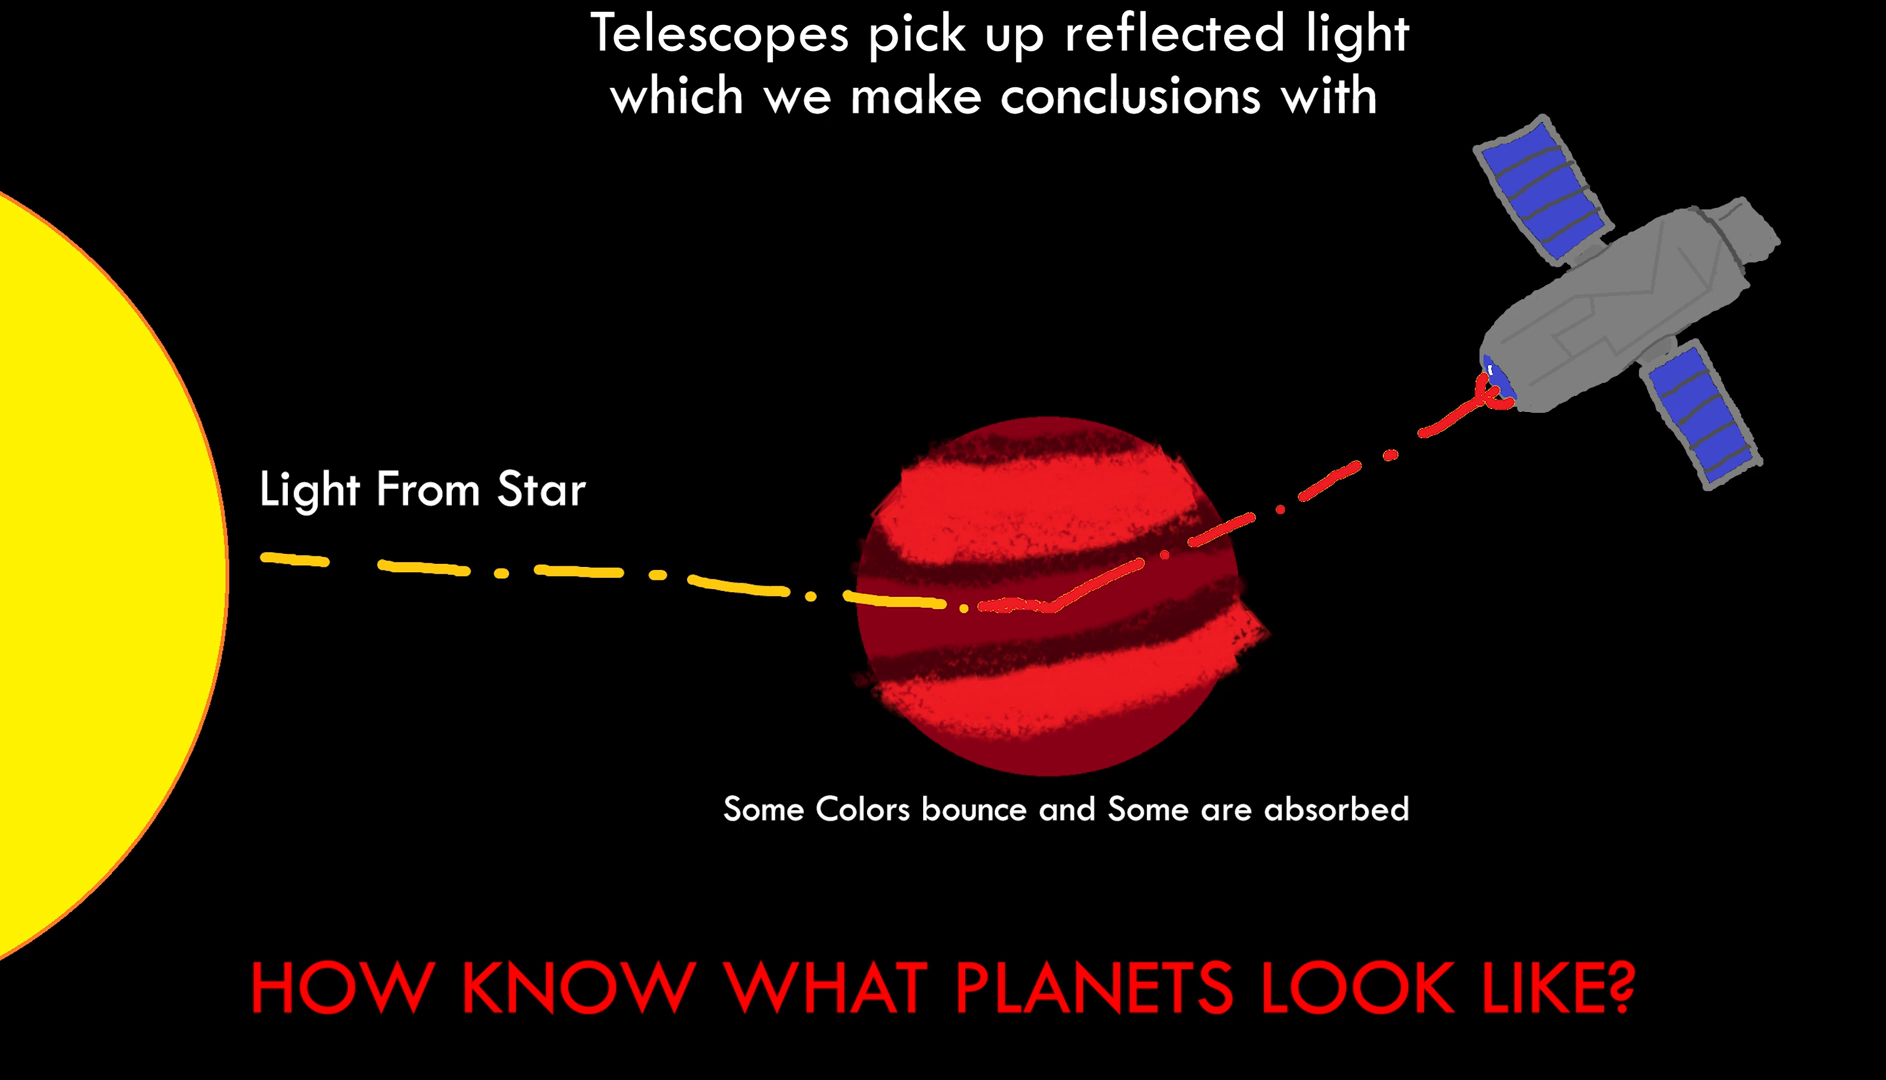 Telescopes pick up reflected light
which we make conclusions with
Light From Star
Some Colors bounce and Some are absorbed
HOW KNOW WHAT PLANETS LOOK LIKE?